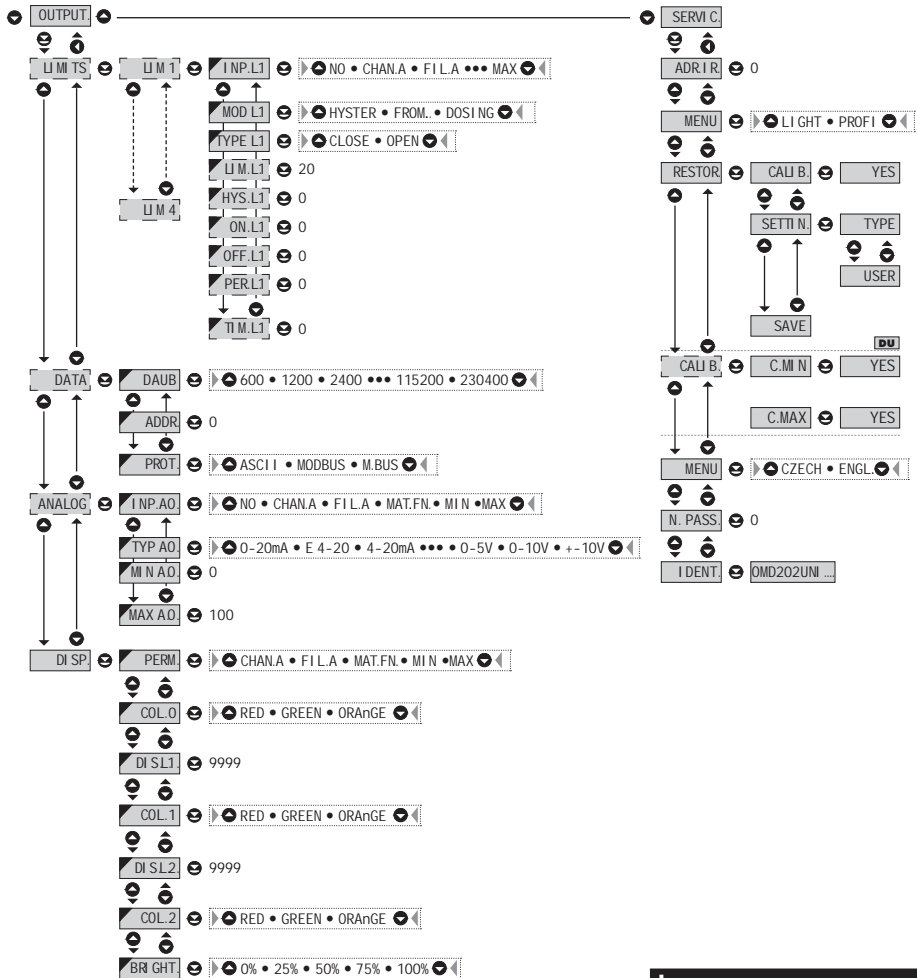 OUTPUT.
LIMITS
LIM 1
INP.L1
NO • CHAN.A • FIL.A ••• MAX
MOD L1
HYSTER • FROM.. • DOSING
TYPE L1
CLOSE • OPEN
LIM.L1
20
HYS.L1
0
LIM 4
ON.L1
0
OFF.L1
0
PER.L1
0
TIM.L1
0
DATA
DAUB
600 • 1200 • 2400 ••• 115200 • 230400
ADDR.
0
PROT.
ASCII • MODBUS • M.BUS
ANALOG
INP.AO.
NO • CHAN.A • FIL.A • MAT.FN. • MIN •MAX
TYP AO.
0-20mA • E 4-20 • 4-20mA ••• 0-5V • 0-10V • +-10V
MIN AO.
0
MAX AO.
100
DISP.
PERM.
CHAN.A • FIL.A • MAT.FN. • MIN •MAX
COL.0
RED • GREEN • ORAnGE
DIS.L1.
9999
COL.1
RED • GREEN • ORAnGE
DIS.L2.
9999
COL.2
RED • GREEN • ORAnGE
BRIGHT.
0% • 25% • 50% • 75% • 100%
SERVIC.
ADR.IR.
0
MENU
LIGHT • PROFI
RESTOR.
CALIB.
YES
SETTIN.
TYPE
USER
SAVE
DU
CALIB.
C.MIN
YES
C.MAX
YES
MENU
CZECH • ENGL.
N. PASS.
0
IDENT.
OMD202UNI ....